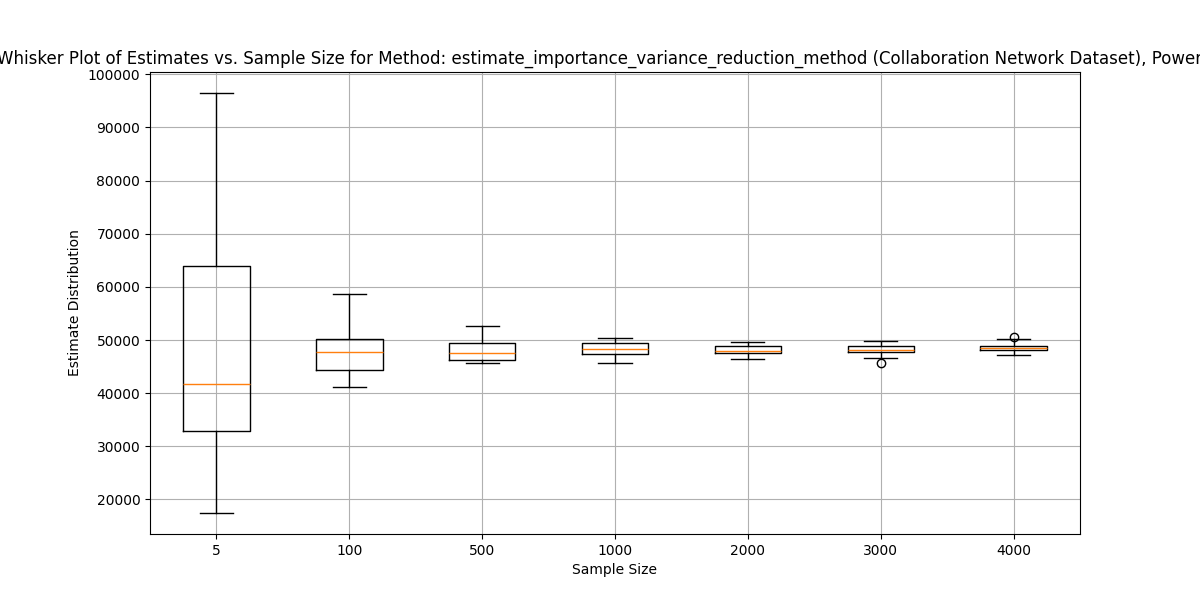 Whisker Plot of Estimates vs. Sample Size for Method: estimate_importance_variance_reduction_method (Collaboration Network Dataset), Power
100000
90000
80000
70000
60000
50000
40000
30000
20000
Estimate Distribution
5 100 500 1000 2000 3000 4000
Sample Size